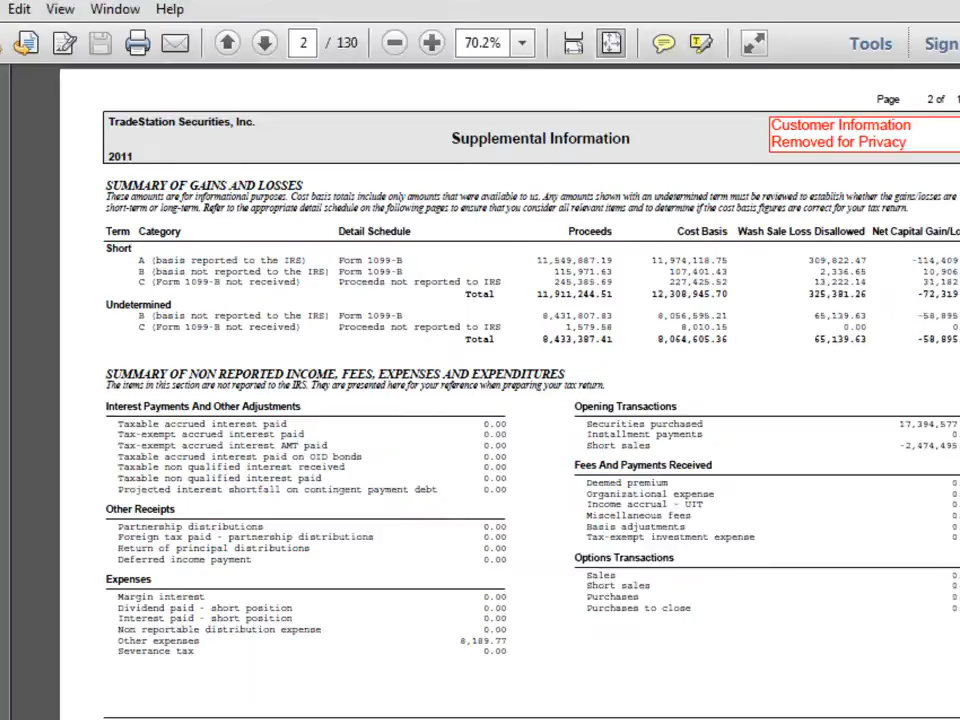 Edit View Window Help
2 / 130 70.2% Tools Sign
Page 2 of 1
TradeStation Securities, Inc.
Supplemental Information
Customer Information
Removed for Privacy
2011
SUMMARY OF GAINS AND LOSSES
These amounts are for informational purposes. Cost basis totals include only amounts that were available to us. Any amounts shown with an undetermined term must be reviewed to establish whether the gains/losses are
short-term or long-term. Refer to the appropriate detail schedule on the following pages to ensure that you consider all relevant items and to determine if the cost basis figures are correct for your tax return.
Term Category Detail Schedule Proceeds Cost Basis Wash Sale Loss Disallowed Net Capital Gain/Lo
Short
A (basis reported to the IRS) Form 1099-B 11,549,887.19 11,974,118.75 309,822.47 -114,409
B (basis not reported to the IRS) Form 1099-B 115,971.63 107,401.43 2,336.65 10,906
C (Form 1099-B not received) Proceeds not reported to IRS 245,385.69 227,425.52 13,222.14 31,182
Total 11,911,244.51 12,308,945.70 325,381.26 -72,319
Undetermined
B (basis not reported to the IRS) Form 1099-B 8,431,807.83 8,056,595.21 65,139.63 -58,895
C (Form 1099-B not received) Proceeds not reported to IRS 1,579.58 8,010.15 0.00 0
Total 8,433,387.41 8,064,605.36 65,139.63 -58,895
SUMMARY OF NON REPORTED INCOME, FEES, EXPENSES AND EXPENDITURES
The items in this section are not reported to the IRS. They are presented here for your reference when preparing your tax return.
Interest Payments And Other Adjustments
Taxable accrued interest paid 0.00
Tax-exempt accrued interest paid 0.00
Tax-exempt accrued interest AMT paid 0.00
Taxable accrued interest paid on OID bonds 0.00
Taxable non qualified interest received 0.00
Taxable non qualified interest paid 0.00
Projected interest shortfall on contingent payment debt 0.00
Other Receipts
Partnership distributions 0.00
Foreign tax paid - partnership distributions 0.00
Return of principal distributions 0.00
Deferred income payment 0.00
Expenses
Margin interest 0.00
Dividend paid - short position 0.00
Interest paid - short position 0.00
Non reportable distribution expense 0.00
Other expenses 8,189.77
Severance tax 0.00
Opening Transactions
Securities purchased 17,394,577
Installment payments 0
Short sales -2,474,495
Fees And Payments Received
Deemed premium 0
Organizational expense 0
Income accrual - UIT 0
Miscellaneous fees 0
Basis adjustments 0
Tax-exempt investment expense 0
Options Transactions
Sales 0
Short sales 0
Purchases 0
Purchases to close 0